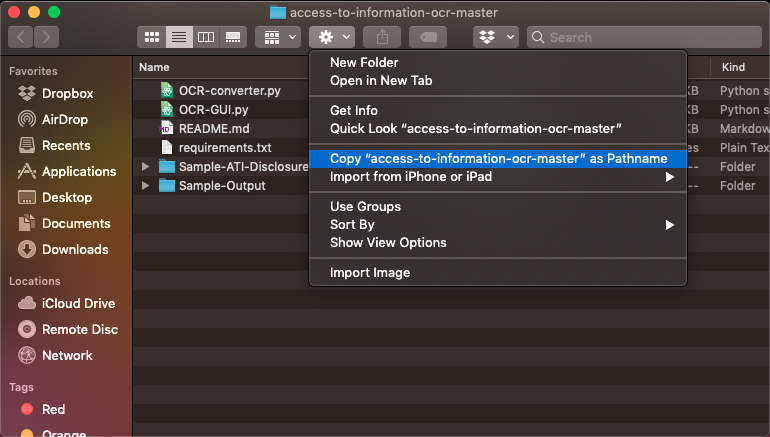 access-to-information-ocr-master
Search
Favorites
Dropbox
AirDrop
Recents
Applications
Desktop
Documents
Downloads
Locations
iCloud Drive
Remote Disc
Network
Tags
Red
Orange
Name
Kind
OCR-converter.py
KB
Python s
OCR-GUI.py
KB
Python s
README.md
KB
Markdow
requirements.txt
es
Plain Text
Sample-ATI-Disclosure
--
Folder
Sample-Output
--
Folder
New Folder
Open in New Tab
Get Info
Quick Look “access-to-information-ocr-master”
Copy “access-to-information-ocr-master” as Pathname
Import from iPhone or iPad
Use Groups
Sort By
Show View Options
Import Image